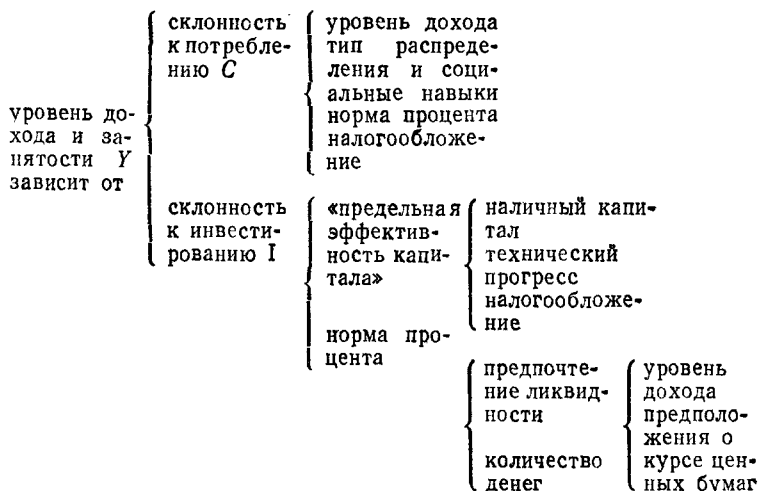 уровень до-
хода и за-
нятости Y
зависит от
склонность
к потребле-
нию C
уровень дохода
тип распреде-
ления и соци-
альные навыки
норма процента
налогообложе-
ние
склонность
к инвести-
рованию I
«предельная
эффектив-
ность капи-
тала»
наличный капи-
тал
технический
прогресс
налогообложе-
ние
норма про-
цента
предпочте-
ние ликвид-
ности
уровень
дохода
предполо-
жения о
курсе цен-
ных бумаг
количество
денег